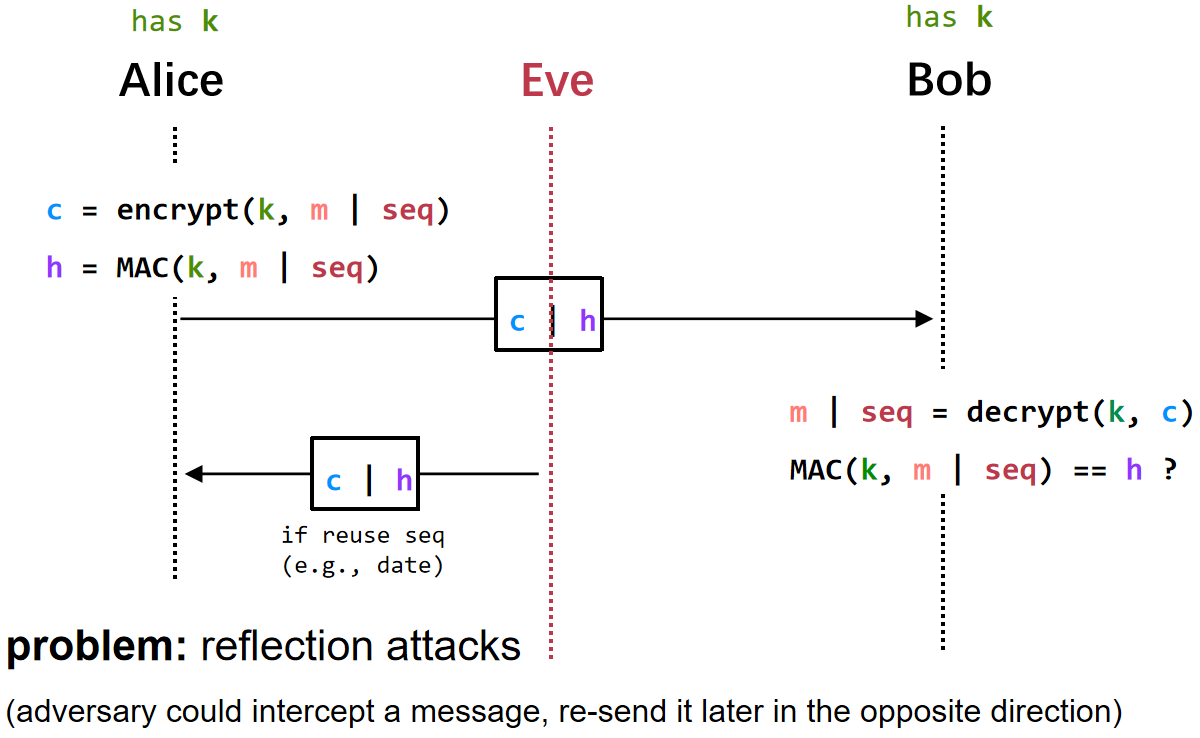 has k
has k
Alice
Eve
Bob
c = encrypt(k, m | seq)
h = MAC(k, m | seq)
c | h
m | seq = decrypt(k, c)
MAC(k, m | seq) == h ?
c | h
if reuse seq
(e.g., date)
problem: reflection attacks
(adversary could intercept a message, re-send it later in the opposite direction)